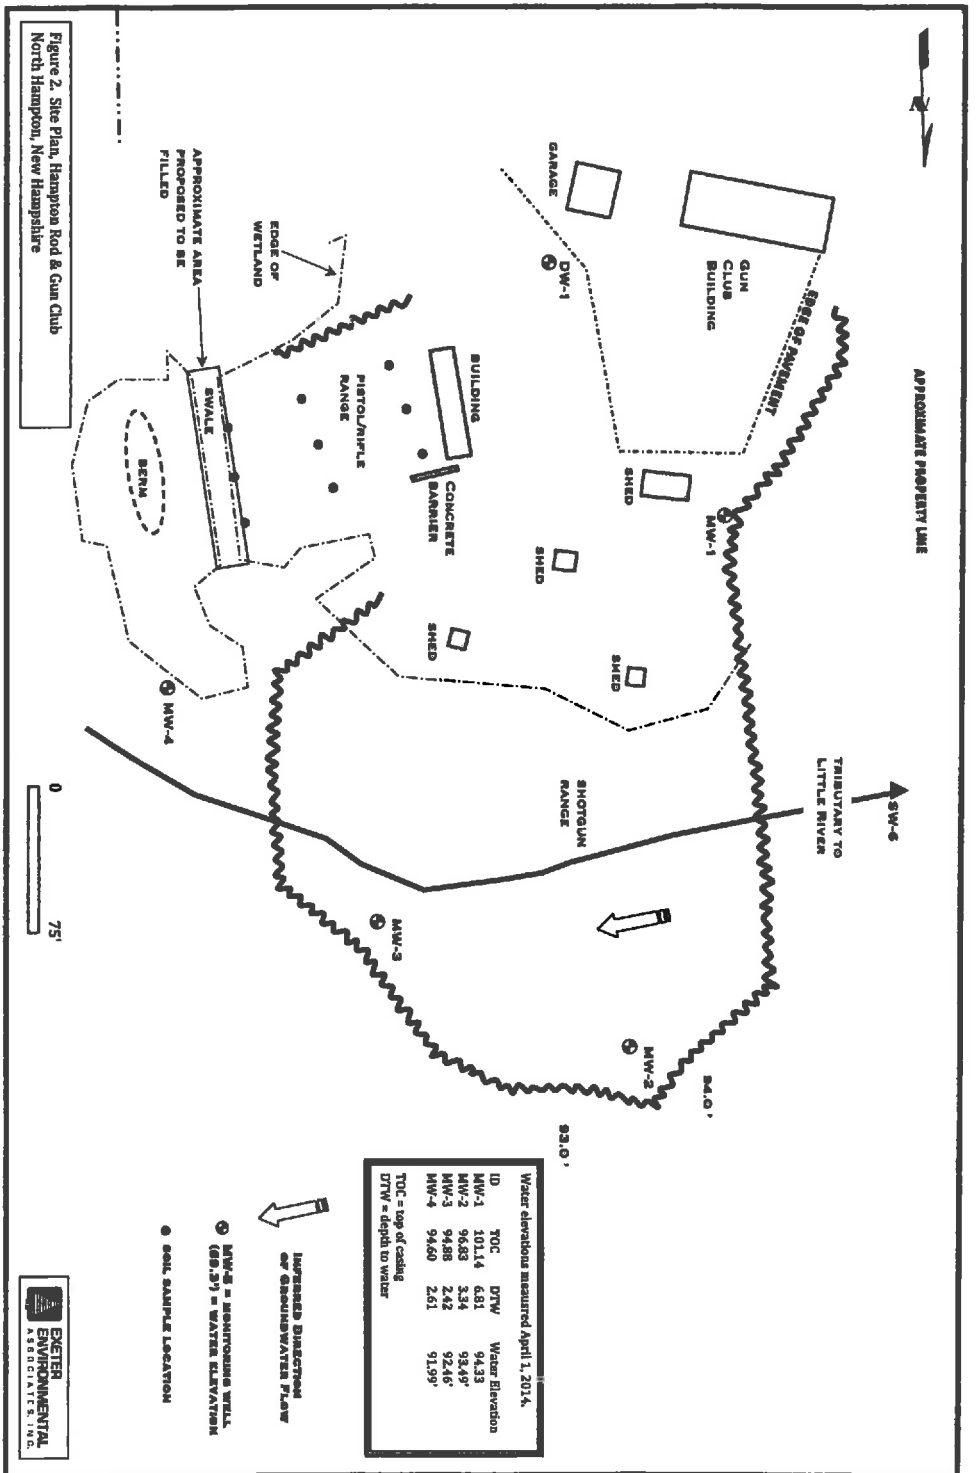 APPROXIMATE PROPERTY LINE
N
SW-6
TRIBUTARY TO
LITTLE RIVER
EDGE OF PAVEMENT
GUN
CLUB
BUILDING
GARAGE
DW-1
MW-1
SHED
SHED
SHED
SHED
BUILDING
CONCRETE
BARRIER
PISTOL/RIFLE
RANGE
SHOTGUN
RANGE
EDGE OF
WETLAND
APPROXIMATE AREA
PROPOSED TO BE
FILLED
SWALE
BERM
MW-4
MW-3
MW-2
94.0'
93.0'
Water elevations meausred April 1, 2014.
ID TOC DTW Water Elevation
MW-1 101.14 6.81 94.33
MW-2 96.83 3.34 93.49'
MW-3 94.88 2.42 92.46'
MW-4 94.60 2.61 91.99'
TOC = top of casing
DTW = depth to water
INFERRED DIRECTION
OF GROUNDWATER FLOW
MW-5 = MONITORING WELL
= WATER ELEVATION
SOIL SAMPLE LOCATION
0 75'
Figure 2. Site Plan, Hampton Rod & Gun Club
North Hampton, New Hampshire
EXETER
ENVIRONMENTAL
ASSOCIATES, INC.